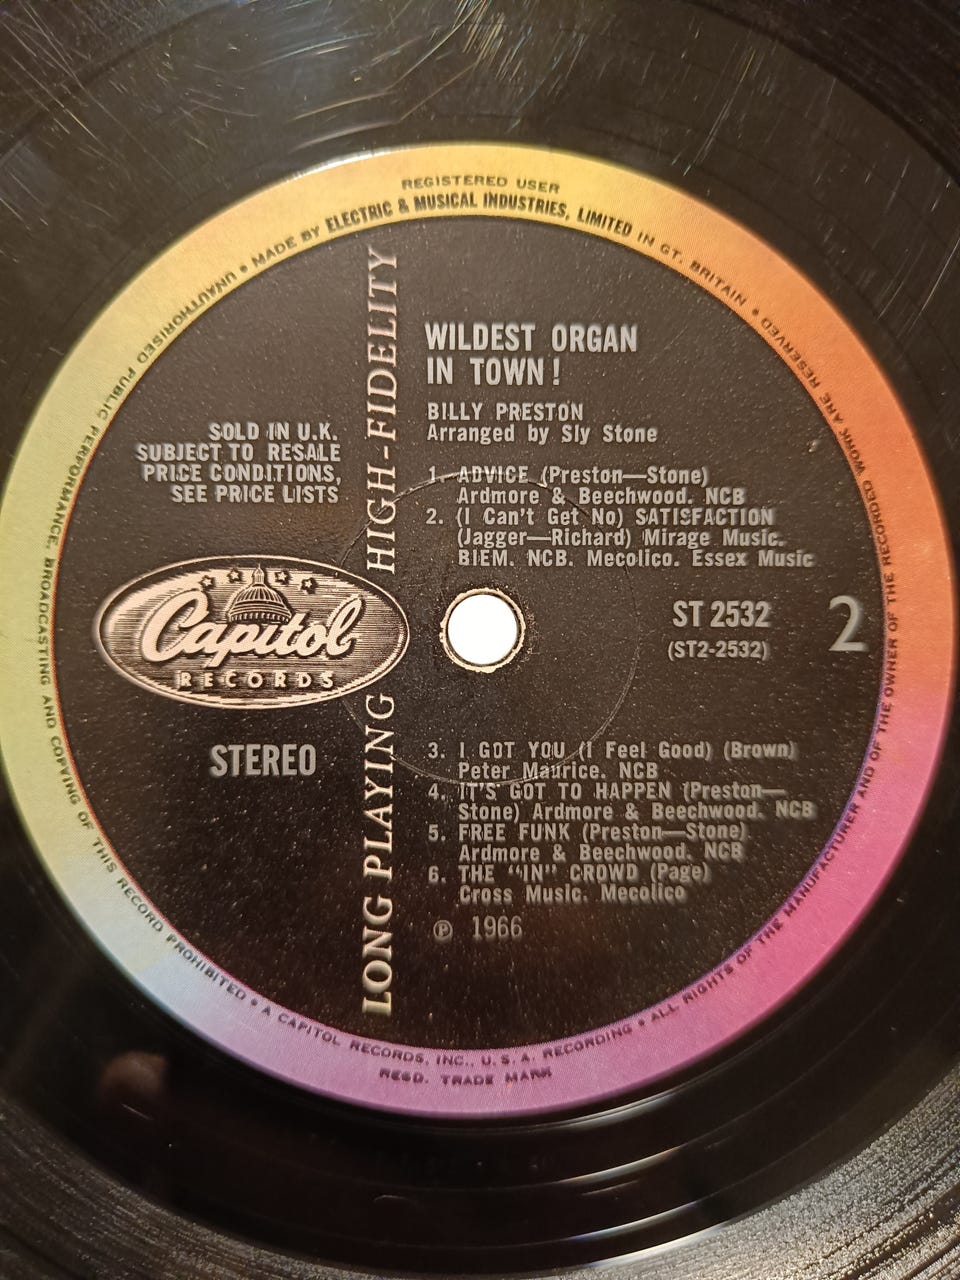 REGISTERED USER
MADE BY ELECTRIC & MUSICAL INDUSTRIES, LIMITED IN GT. BRITAIN • ALL RIGHTS OF THE MANUFACTURER AND OF THE OWNER OF THE RECORDED WORK ARE RESERVED •
UNAUTHORISED PUBLIC PERFORMANCE, BROADCASTING AND COPYING OF THIS RECORD PROHIBITED •
A CAPITOL RECORDS, INC., U.S.A. RECORDING •
REGD. TRADE MARK
LONG PLAYING HIGH-FIDELITY
WILDEST ORGAN
IN TOWN!
BILLY PRESTON
Arranged by Sly Stone
SOLD IN U.K.
SUBJECT TO RESALE
PRICE CONDITIONS,
SEE PRICE LISTS
1. ADVICE (Preston—Stone)
Ardmore & Beechwood. NCB
2. (I Can't Get No) SATISFACTION
(Jagger—Richard) Mirage Music.
BIEM. NCB. Mecolico. Essex Music
Capitol
RECORDS
ST 2532
(ST2-2532)
2
STEREO
3. I GOT YOU (I Feel Good) (Brown)
Peter Maurice. NCB
4. IT'S GOT TO HAPPEN (Preston—
Stone) Ardmore & Beechwood. NCB
5. FREE FUNK (Preston—Stone)
Ardmore & Beechwood. NCB
6. THE "IN" CROWD (Page)
Cross Music. Mecolico
Ⓟ 1966